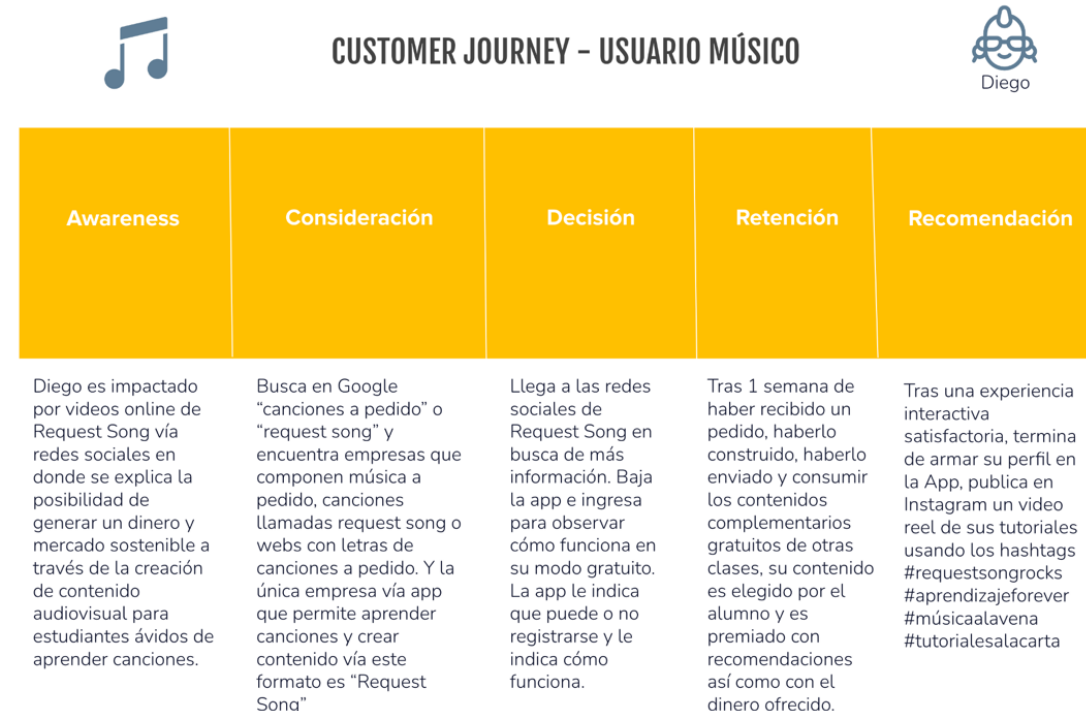 CUSTOMER JOURNEY - USUARIO MÚSICO
Diego
Awareness
Consideración
Decisión
Retención
Recomendación
Diego es impactado
por videos online de
Request Song vía
redes sociales en
donde se explica la
posibilidad de
generar un dinero y
mercado sostenible a
través de la creación
de contenido
audiovisual para
estudiantes ávidos de
aprender canciones.
Busca en Google
“canciones a pedido” o
“request song” y
encuentra empresas que
componen música a
pedido, canciones
llamadas request song o
webs con letras de
canciones a pedido. Y la
única empresa vía app
que permite aprender
canciones y crear
contenido vía este
formato es “Request
Song”
Llega a las redes
sociales de
Request Song en
busca de más
información. Baja
la app e ingresa
para observar
cómo funciona en
su modo gratuito.
La app le indica
que puede o no
registrarse y le
indica cómo
funciona.
Tras 1 semana de
haber recibido un
pedido, haberlo
construido, haberlo
enviado y consumir
los contenidos
complementarios
gratuitos de otras
clases, su contenido
es elegido por el
alumno y es
premiado con
recomendaciones
así como con el
dinero ofrecido.
Tras una experiencia
interactiva
satisfactoria, termina
de armar su perfil en
la App, publica en
Instagram un video
reel de sus tutoriales
usando los hashtags
#requestsongrocks
#aprendizajeforever
#músicaalavena
#tutorialesalacarta